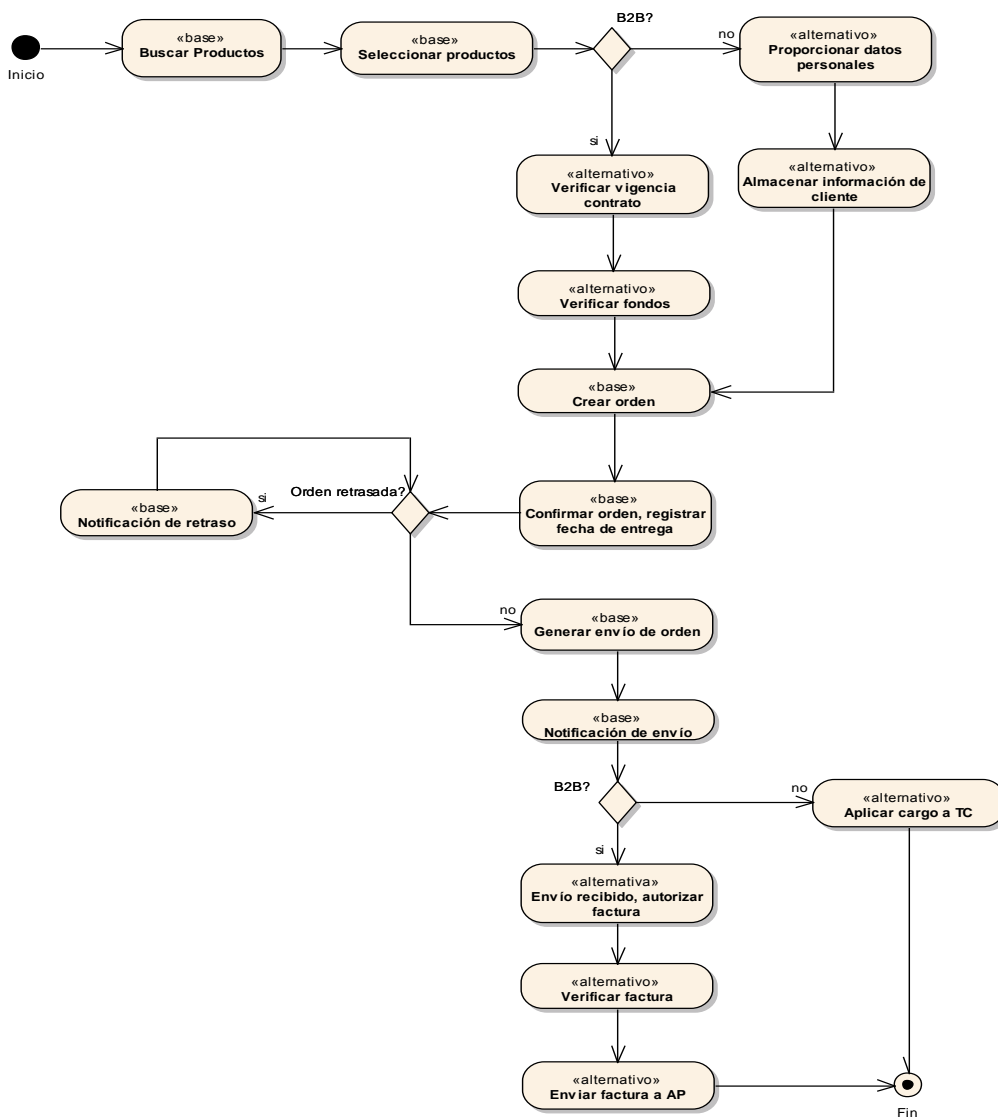 B2B?
«base»
Buscar Productos
«base»
Seleccionar productos
no
«alternativo»
Proporcionar datos
personales
Inicio
si
«alternativo»
Verificar vigencia
contrato
«alternativo»
Almacenar información de
cliente
«alternativo»
Verificar fondos
«base»
Crear orden
Orden retrasada?
si
«base»
Notificación de retraso
«base»
Confirmar orden, registrar
fecha de entrega
no
«base»
Generar envío de orden
«base»
Notificación de envío
B2B?
no
«alternativo»
Aplicar cargo a TC
si
«alternativa»
Envío recibido, autorizar
factura
«alternativo»
Verificar factura
«alternativo»
Enviar factura a AP
Fin